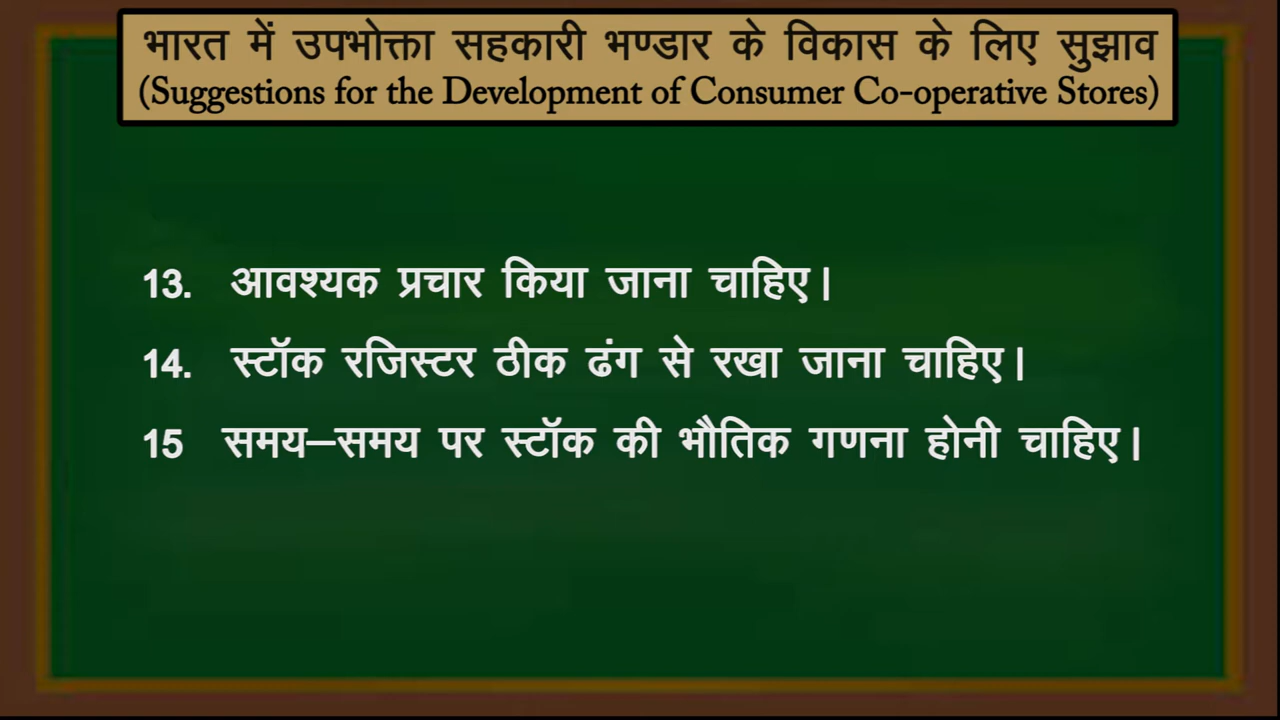 भारत में उपभोक्ता सहकारी भण्डार के विकास के लिए सुझाव
(Suggestions for the Development of Consumer Co-operative Stores)
13. आवश्यक प्रचार किया जाना चाहिए।
14. स्टॉक रजिस्टर ठीक ढंग से रखा जाना चाहिए।
15 समय–समय पर स्टॉक की भौतिक गणना होनी चाहिए।